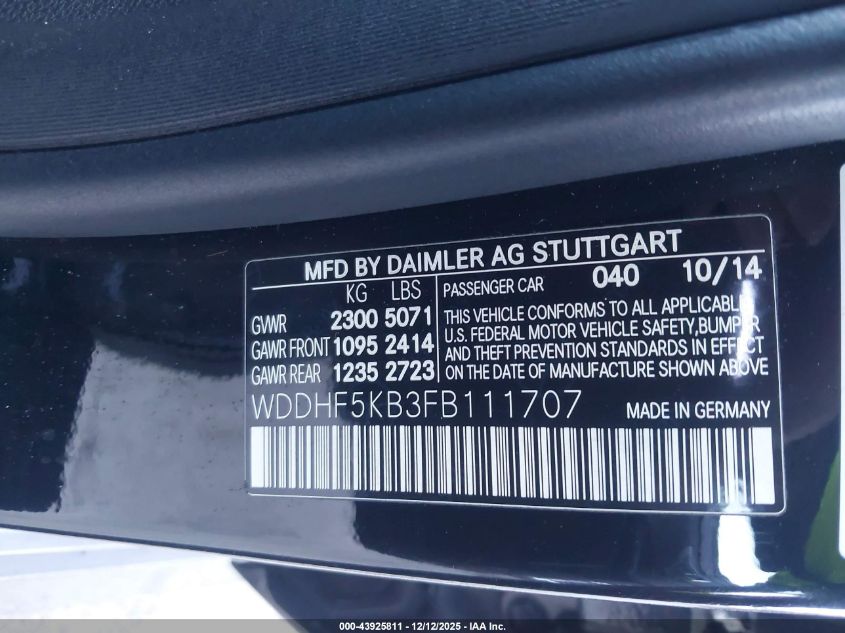 MFD BY DAIMLER AG STUTTGART
KG LBS
GVWR 2300 5071
GAWR FRONT 1095 2414
GAWR REAR 1235 2723
PASSENGER CAR 040 10/14
THIS VEHICLE CONFORMS TO ALL APPLICABLE
U.S. FEDERAL MOTOR VEHICLE SAFETY,BUMPER
AND THEFT PREVENTION STANDARDS IN EFFECT
ON THE DATE OF MANUFACTURE SHOWN ABOVE
WDDHF5KB3FB111707 MADE IN GERMANY
000-43925811 - 12/12/2025 - IAA Inc.